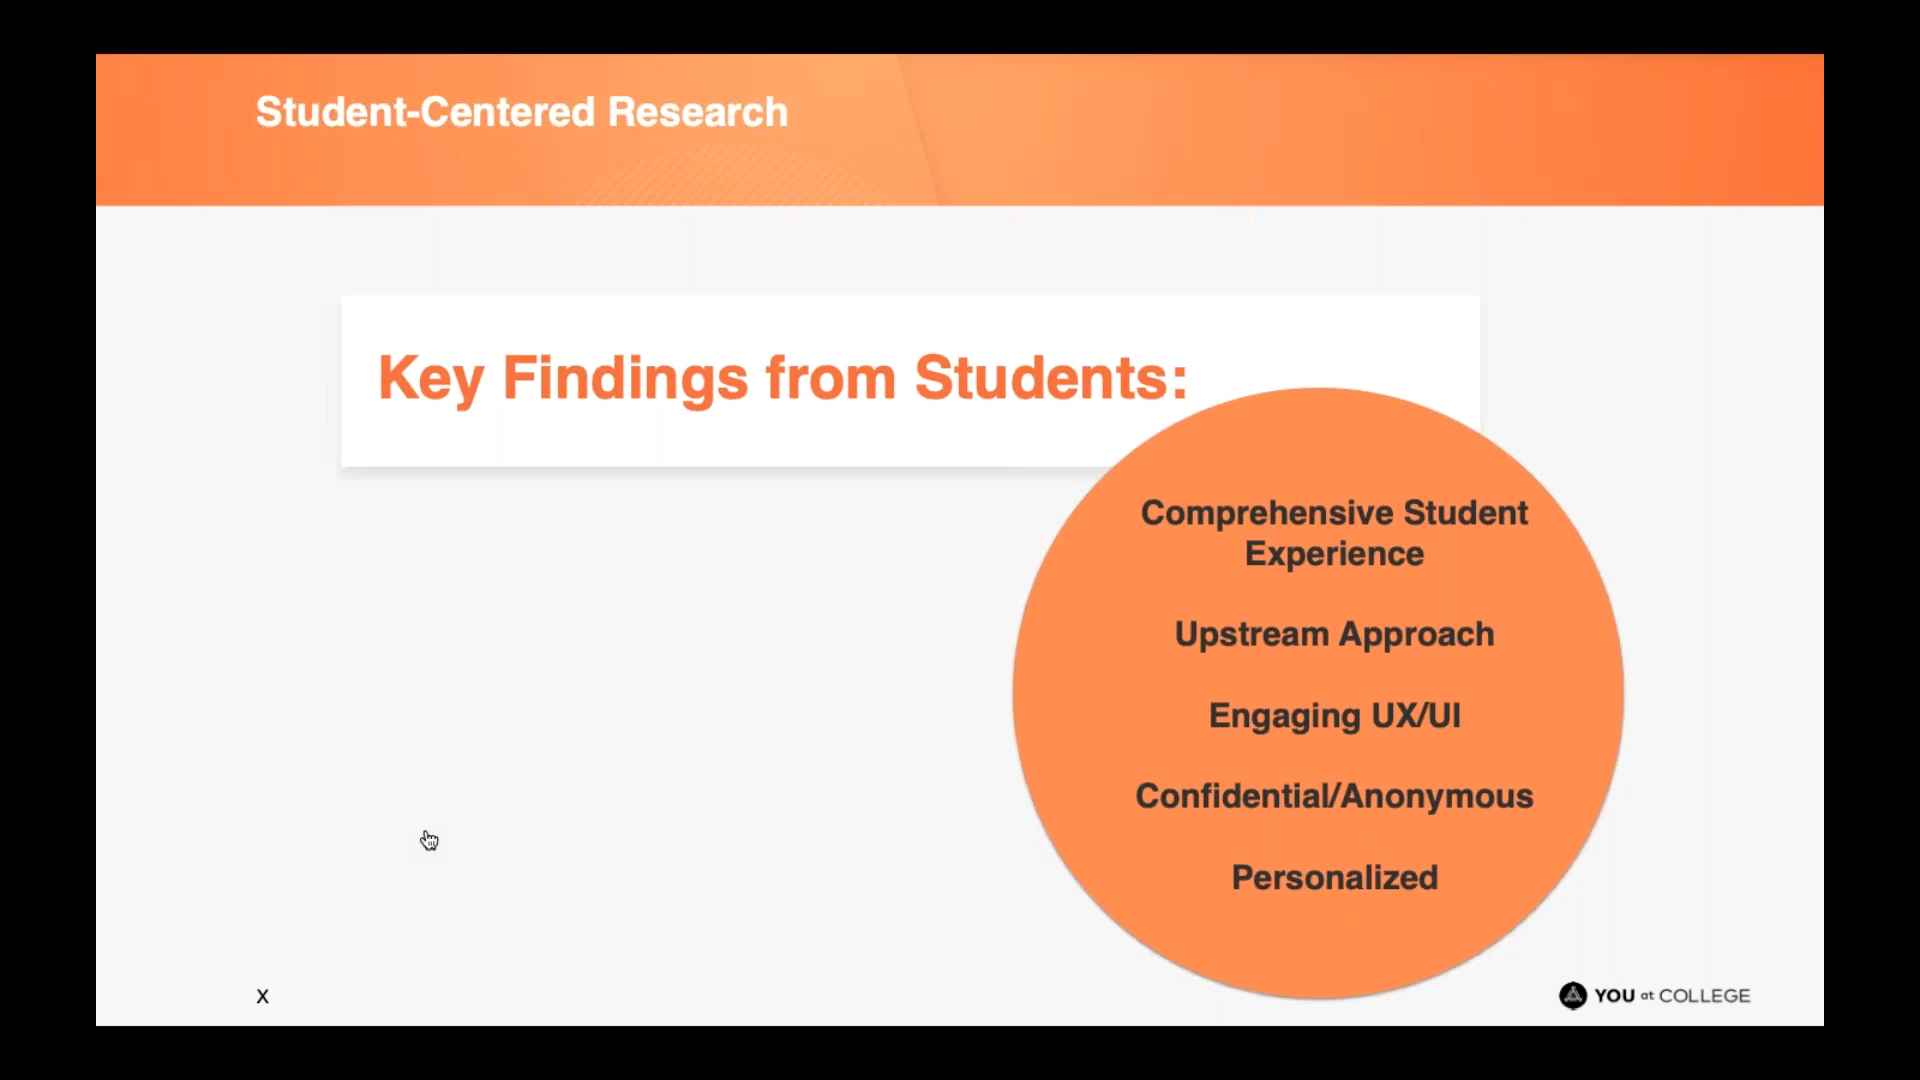 Student-Centered Research
Key Findings from Students:
Comprehensive Student
Experience
Upstream Approach
Engaging UX/UI
Confidential/Anonymous
Personalized
X
YOU at COLLEGE